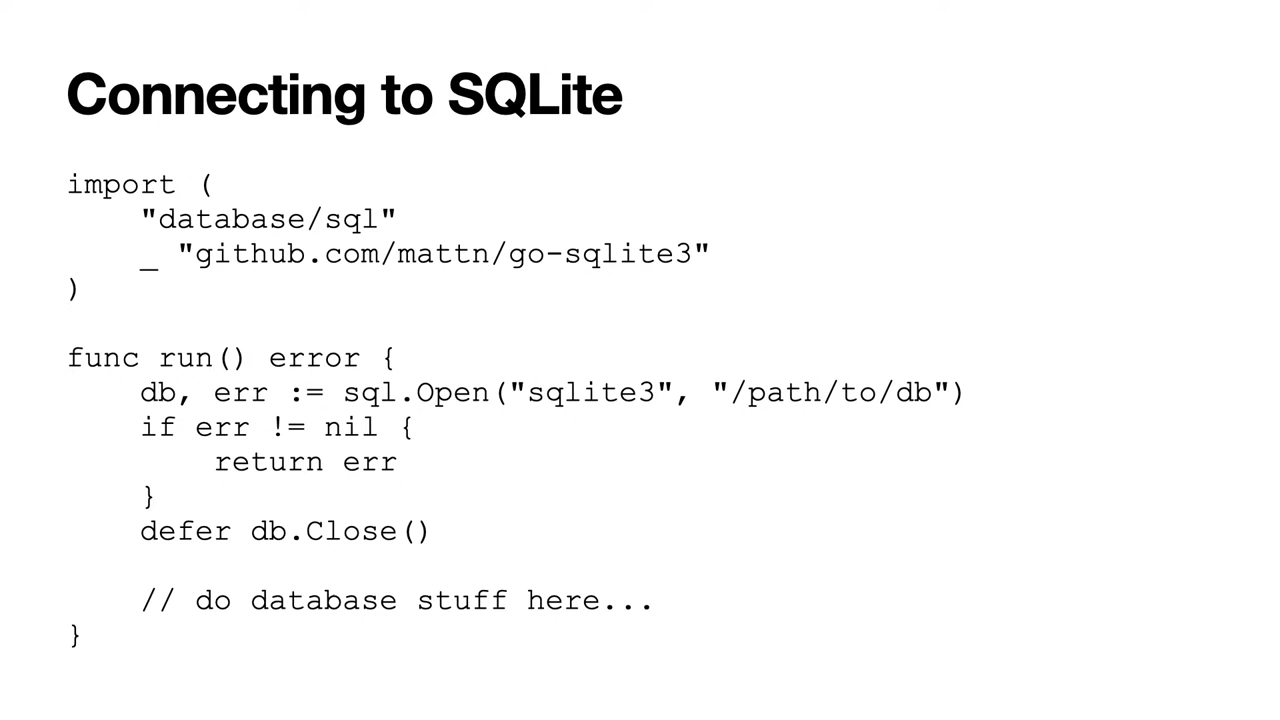 Connecting to SQLite
import (
    "database/sql"
    _ "github.com/mattn/go-sqlite3"
)
func run() error {
    db, err := sql.Open("sqlite3", "/path/to/db")
    if err != nil {
        return err
    }
    defer db.Close()
    // do database stuff here...
}